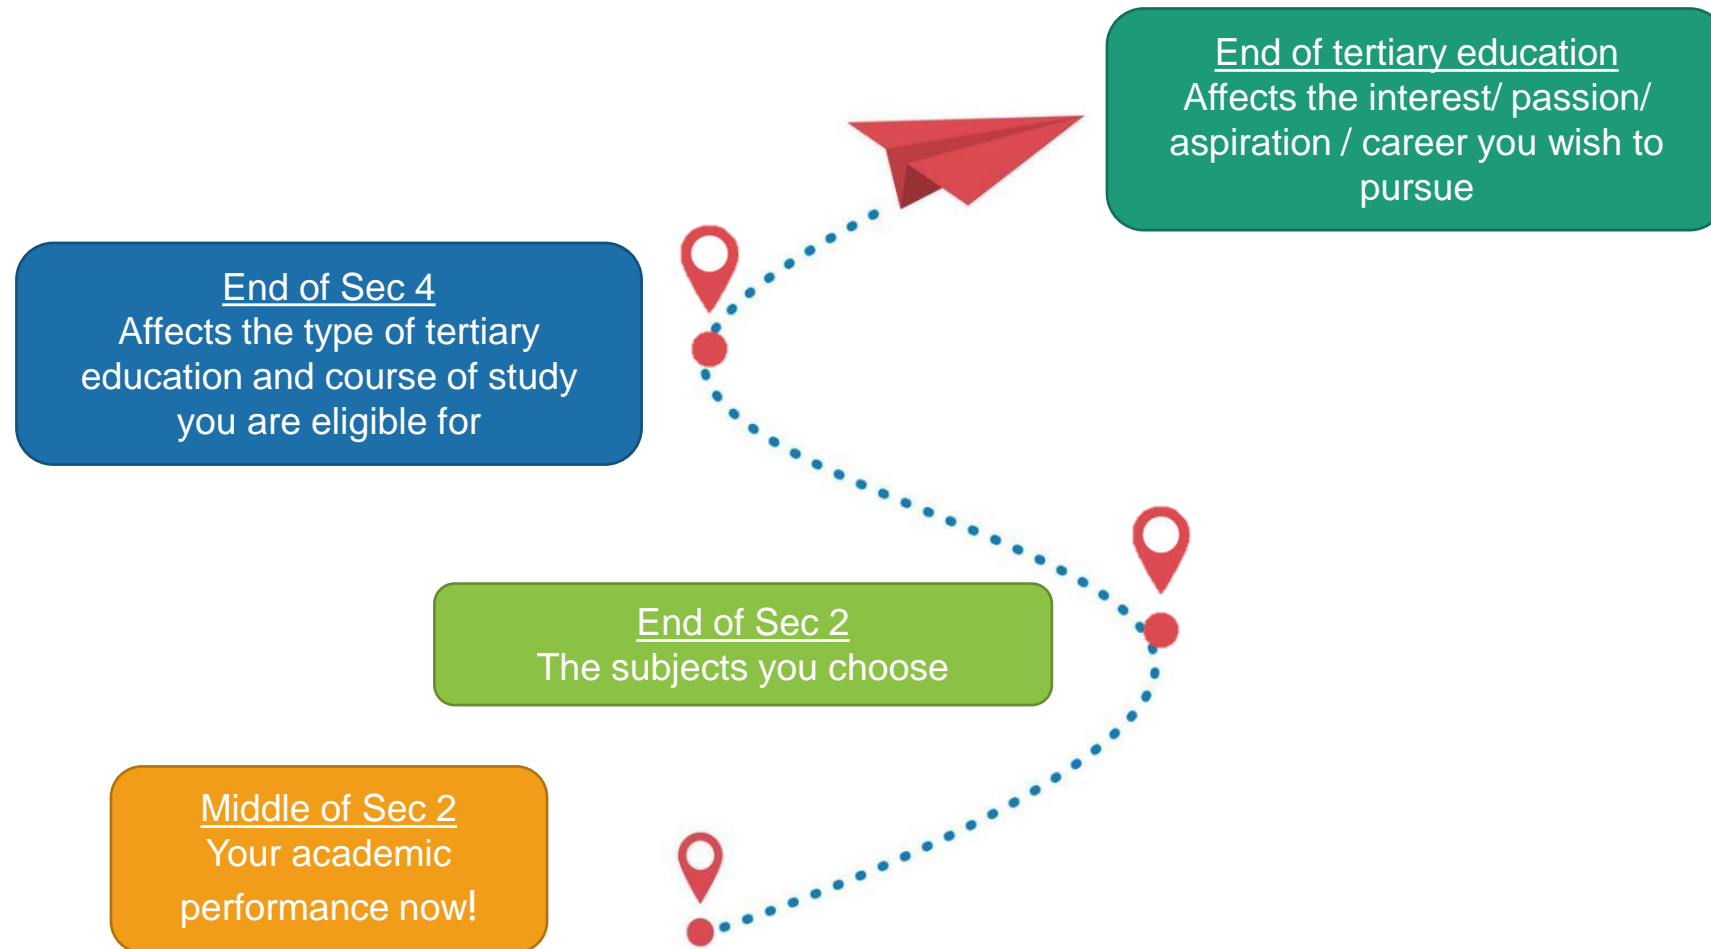 End of tertiary education
Affects the interest/ passion/
aspiration / career you wish to
pursue
End of Sec 4
Affects the type of tertiary
education and course of study
you are eligible for
End of Sec 2
The subjects you choose
Middle of Sec 2
Your academic
performance now!